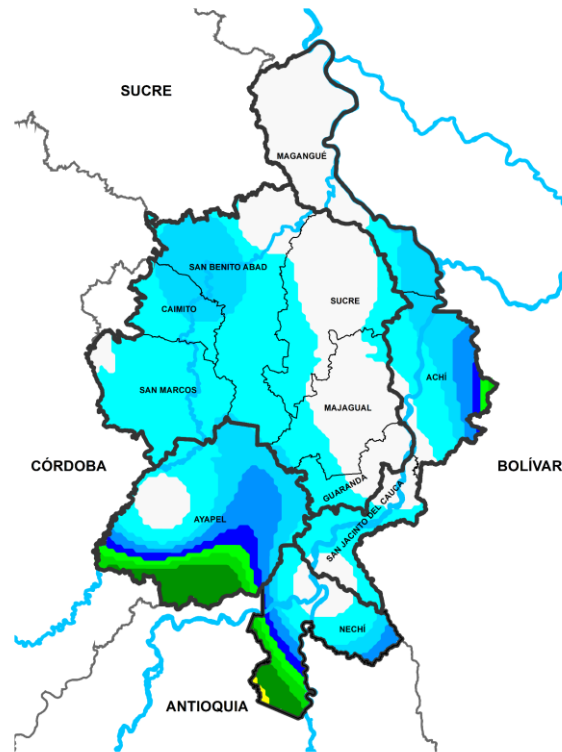 SUCRE
MAGANGUÉ
SAN BENITO ABAD
SUCRE
CAIMITO
ACHÍ
SAN MARCOS
MAJAGUAL
CÓRDOBA
BOLÍVAR
GUARANDA
AYAPEL
SAN JACINTO DEL CAUCA
NECHÍ
ANTIOQUIA